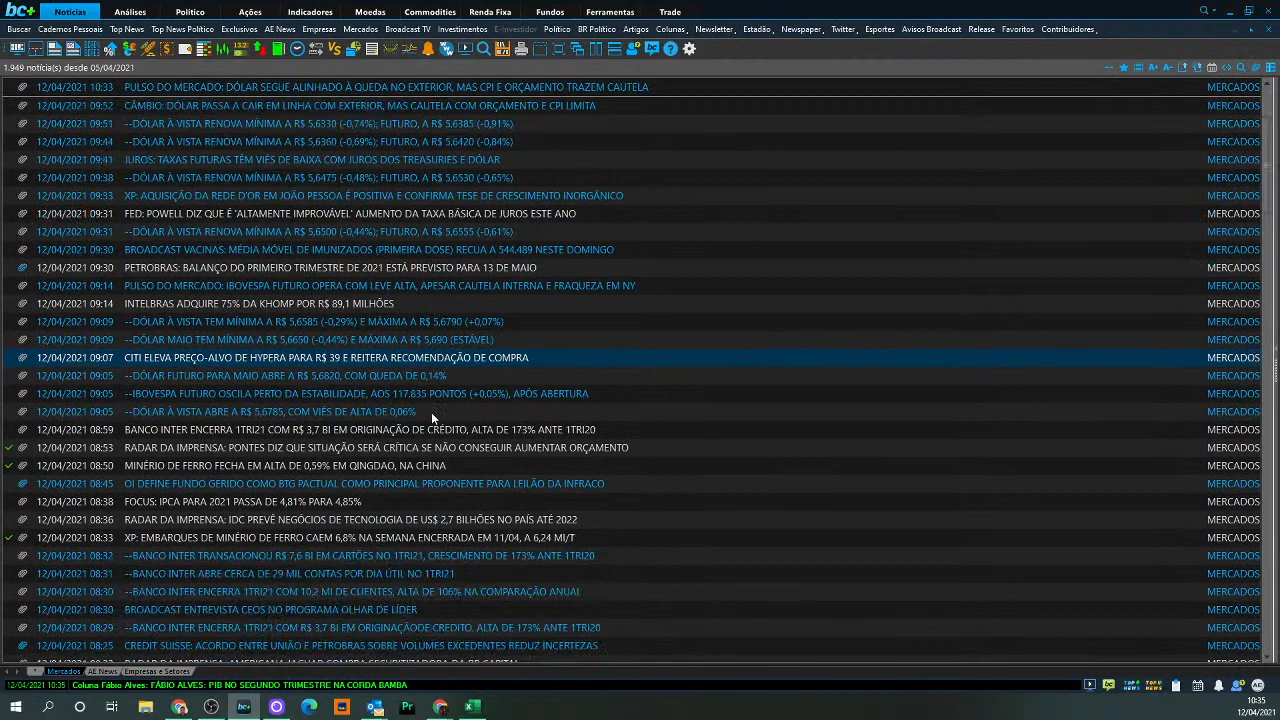 bc+ Notícias Análises Político Ações Indicadores Moedas Commodities Renda Fixa Fundos Ferramentas Trade
Buscar Cadernos Pessoais Top News Top News Político Exclusivos AE News Empresas Mercados Broadcast TV Investimentos E-Investidor Político BR Político Artigos Colunas Newsletter Estadão Newspaper Twitter Esportes Avisos Broadcast Release Favoritos Contribuidores
1.949 notícia(s) desde 05/04/2021
12/04/2021 10:33 PULSO DO MERCADO: DÓLAR SEGUE ALINHADO À QUEDA NO EXTERIOR, MAS CPI E ORÇAMENTO TRAZEM CAUTELA MERCADOS
12/04/2021 09:52 CÂMBIO: DÓLAR PASSA A CAIR EM LINHA COM EXTERIOR, MAS CAUTELA COM ORÇAMENTO E CPI LIMITA MERCADOS
12/04/2021 09:51 --DÓLAR À VISTA RENOVA MÍNIMA A R$ 5,6330 (-0,74%); FUTURO, A R$ 5,6385 (-0,91%) MERCADOS
12/04/2021 09:44 --DÓLAR À VISTA RENOVA MÍNIMA A R$ 5,6360 (-0,69%); FUTURO, A R$ 5,6420 (-0,84%) MERCADOS
12/04/2021 09:41 JUROS: TAXAS FUTURAS TÊM VIÉS DE BAIXA COM JUROS DOS TREASURIES E DÓLAR MERCADOS
12/04/2021 09:38 --DÓLAR À VISTA RENOVA MÍNIMA A R$ 5,6475 (-0,48%); FUTURO, A R$ 5,6530 (-0,65%) MERCADOS
12/04/2021 09:33 XP: AQUISIÇÃO DA REDE D'OR EM JOÃO PESSOA É POSITIVA E CONFIRMA TESE DE CRESCIMENTO INORGÂNICO MERCADOS
12/04/2021 09:31 FED: POWELL DIZ QUE É 'ALTAMENTE IMPROVÁVEL' AUMENTO DA TAXA BÁSICA DE JUROS ESTE ANO MERCADOS
12/04/2021 09:31 --DÓLAR À VISTA RENOVA MÍNIMA A R$ 5,6500 (-0,44%); FUTURO, A R$ 5,6555 (-0,61%) MERCADOS
12/04/2021 09:30 BROADCAST VACINAS: MÉDIA MÓVEL DE IMUNIZADOS (PRIMEIRA DOSE) RECUA A 544.489 NESTE DOMINGO MERCADOS
12/04/2021 09:30 PETROBRAS: BALANÇO DO PRIMEIRO TRIMESTRE DE 2021 ESTÁ PREVISTO PARA 13 DE MAIO MERCADOS
12/04/2021 09:14 PULSO DO MERCADO: IBOVESPA FUTURO OPERA COM LEVE ALTA, APESAR CAUTELA INTERNA E FRAQUEZA EM NY MERCADOS
12/04/2021 09:14 INTELBRAS ADQUIRE 75% DA KHOMP POR R$ 89,1 MILHÕES MERCADOS
12/04/2021 09:09 --DÓLAR À VISTA TEM MÍNIMA A R$ 5,6585 (-0,29%) E MÁXIMA A R$ 5,6790 (+0,07%) MERCADOS
12/04/2021 09:09 --DÓLAR MAIO TEM MÍNIMA A R$ 5,6650 (-0,44%) E MÁXIMA A R$ 5,690 (ESTÁVEL) MERCADOS
12/04/2021 09:07 CITI ELEVA PREÇO-ALVO DE HYPERA PARA R$ 39 E REITERA RECOMENDAÇÃO DE COMPRA MERCADOS
12/04/2021 09:05 --DÓLAR FUTURO PARA MAIO ABRE A R$ 5,6820, COM QUEDA DE 0,14% MERCADOS
12/04/2021 09:05 --IBOVESPA FUTURO OSCILA PERTO DA ESTABILIDADE, AOS 117.835 PONTOS (+0,05%), APÓS ABERTURA MERCADOS
12/04/2021 09:05 --DÓLAR À VISTA ABRE A R$ 5,6785, COM VIÉS DE ALTA DE 0,06% MERCADOS
12/04/2021 08:59 BANCO INTER ENCERRA 1TRI21 COM R$ 3,7 BI EM ORIGINAÇÃO DE CRÉDITO, ALTA DE 173% ANTE 1TRI20 MERCADOS
12/04/2021 08:53 RADAR DA IMPRENSA: PONTES DIZ QUE SITUAÇÃO SERÁ CRÍTICA SE NÃO CONSEGUIR AUMENTAR ORÇAMENTO MERCADOS
12/04/2021 08:50 MINÉRIO DE FERRO FECHA EM ALTA DE 0,59% EM QINGDAO, NA CHINA MERCADOS
12/04/2021 08:45 OI DEFINE FUNDO GERIDO COMO BTG PACTUAL COMO PRINCIPAL PROPONENTE PARA LEILÃO DA INFRACO MERCADOS
12/04/2021 08:38 FOCUS: IPCA PARA 2021 PASSA DE 4,81% PARA 4,85% MERCADOS
12/04/2021 08:36 RADAR DA IMPRENSA: IDC PREVÊ NEGÓCIOS DE TECNOLOGIA DE US$ 2,7 BILHÕES NO PAÍS ATÉ 2022 MERCADOS
12/04/2021 08:33 XP: EMBARQUES DE MINÉRIO DE FERRO CAEM 6,8% NA SEMANA ENCERRADA EM 11/04, A 6,24 MI/T MERCADOS
12/04/2021 08:32 --BANCO INTER TRANSACIONOU R$ 7,6 BI EM CARTÕES NO 1TRI21, CRESCIMENTO DE 173% ANTE 1TRI20 MERCADOS
12/04/2021 08:31 --BANCO INTER ABRE CERCA DE 29 MIL CONTAS POR DIA ÚTIL NO 1TRI21 MERCADOS
12/04/2021 08:30 --BANCO INTER ENCERRA 1TRI21 COM 10,2 MI DE CLIENTES, ALTA DE 106% NA COMPARAÇÃO ANUAL MERCADOS
12/04/2021 08:30 BROADCAST ENTREVISTA CEOS NO PROGRAMA OLHAR DE LÍDER MERCADOS
12/04/2021 08:29 --BANCO INTER ENCERRA 1TRI21 COM R$ 3,7 BI EM ORIGINAÇÃODE CREDITO, ALTA DE 173% ANTE 1TRI20 MERCADOS
12/04/2021 08:25 CREDIT SUISSE: ACORDO ENTRE UNIÃO E PETROBRAS SOBRE VOLUMES EXCEDENTES REDUZ INCERTEZAS MERCADOS
Mercados AE News Empresas e Setores
12/04/2021 10:35 Coluna Fábio Alves: FÁBIO ALVES: PIB NO SEGUNDO TRIMESTRE NA CORDA BAMBA
10:35
12/04/2021